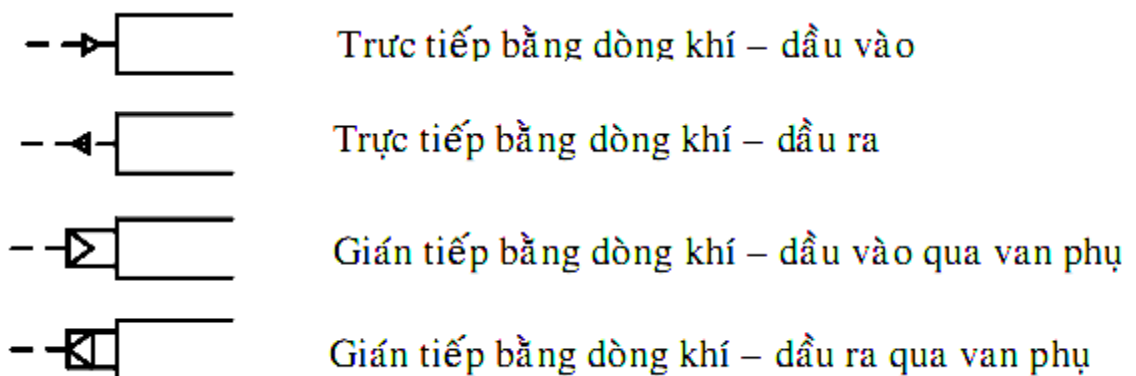 Trưc tiếp bằng dòng khí – dầu vào
Trực tiếp bằng dòng khí – dầu ra
Gián tiếp bằng dòng khí – dầu vào qua van phụ
Gián tiếp bằng dòng khí – dầu ra qua van phụ